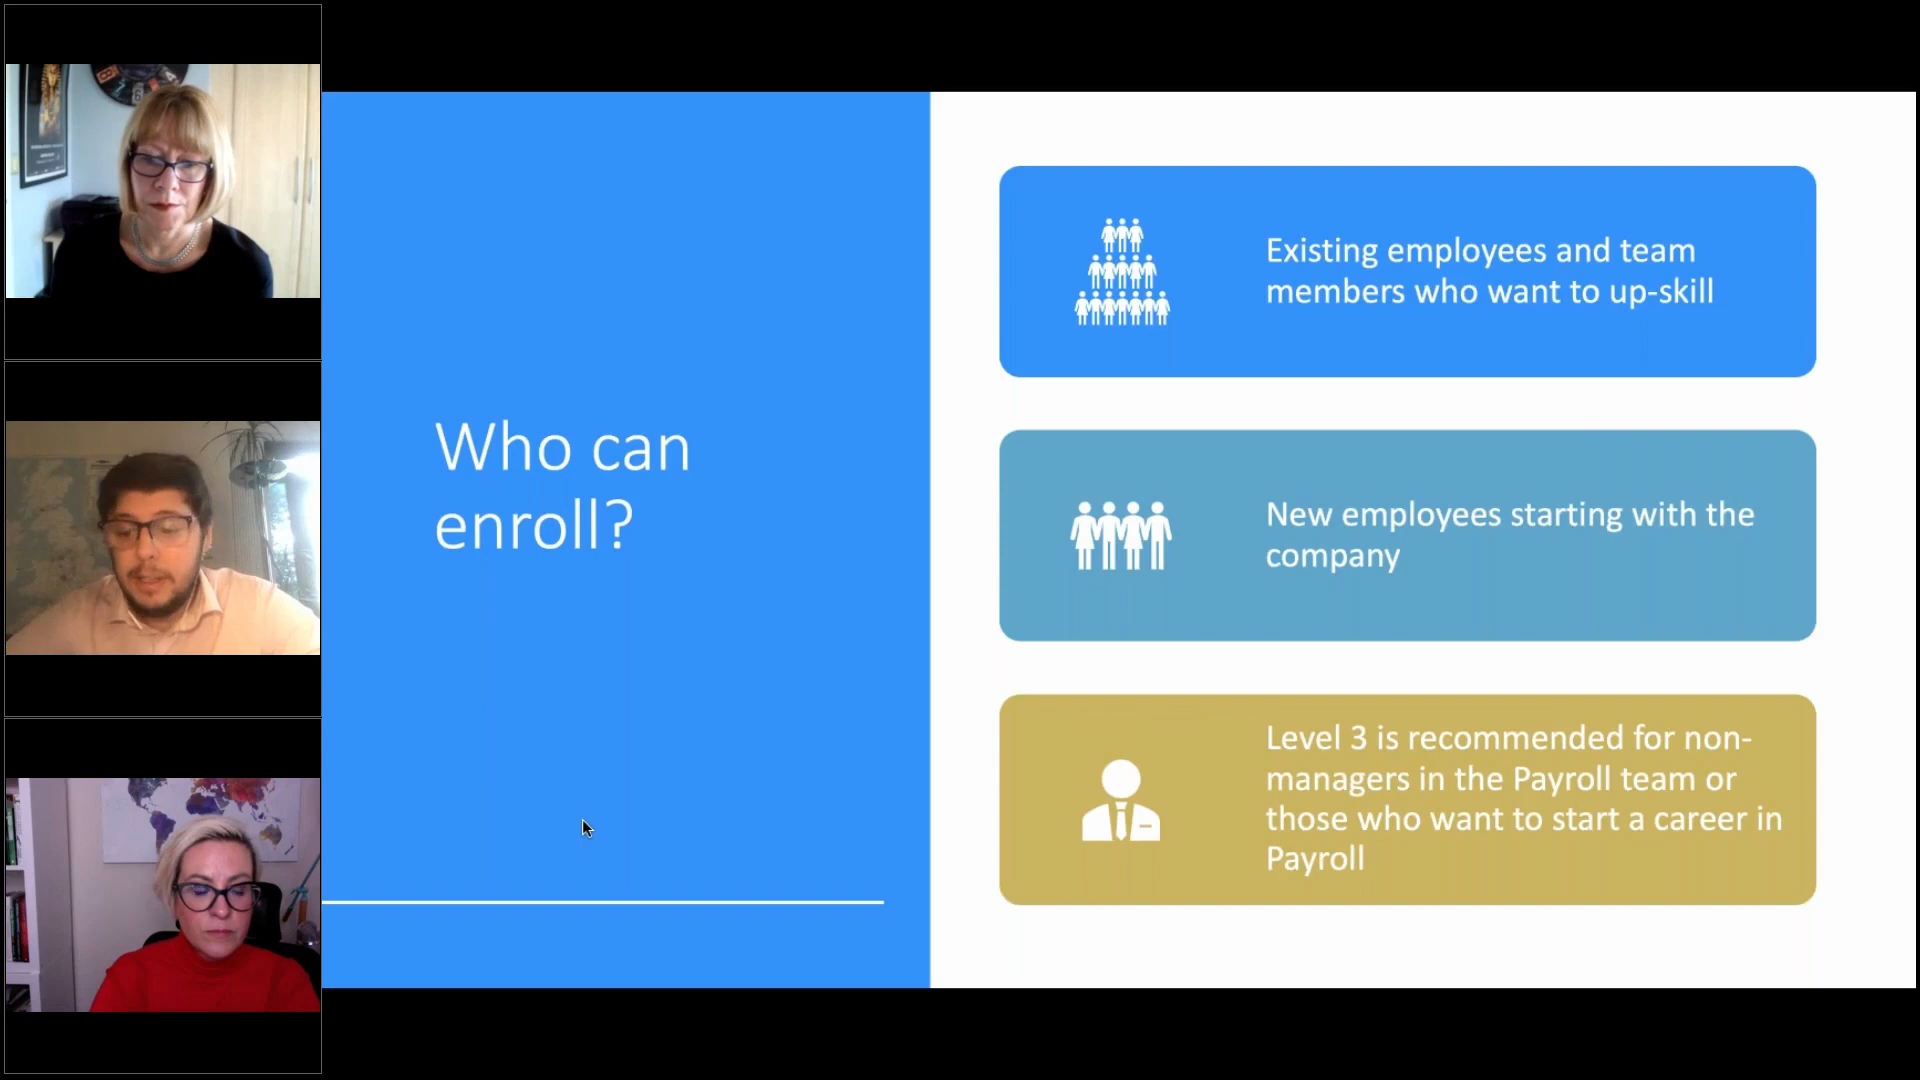 Who can
enroll?
Existing employees and team
members who want to up-skill
New employees starting with the
company
Level 3 is recommended for non-
managers in the Payroll team or
those who want to start a career in
Payroll